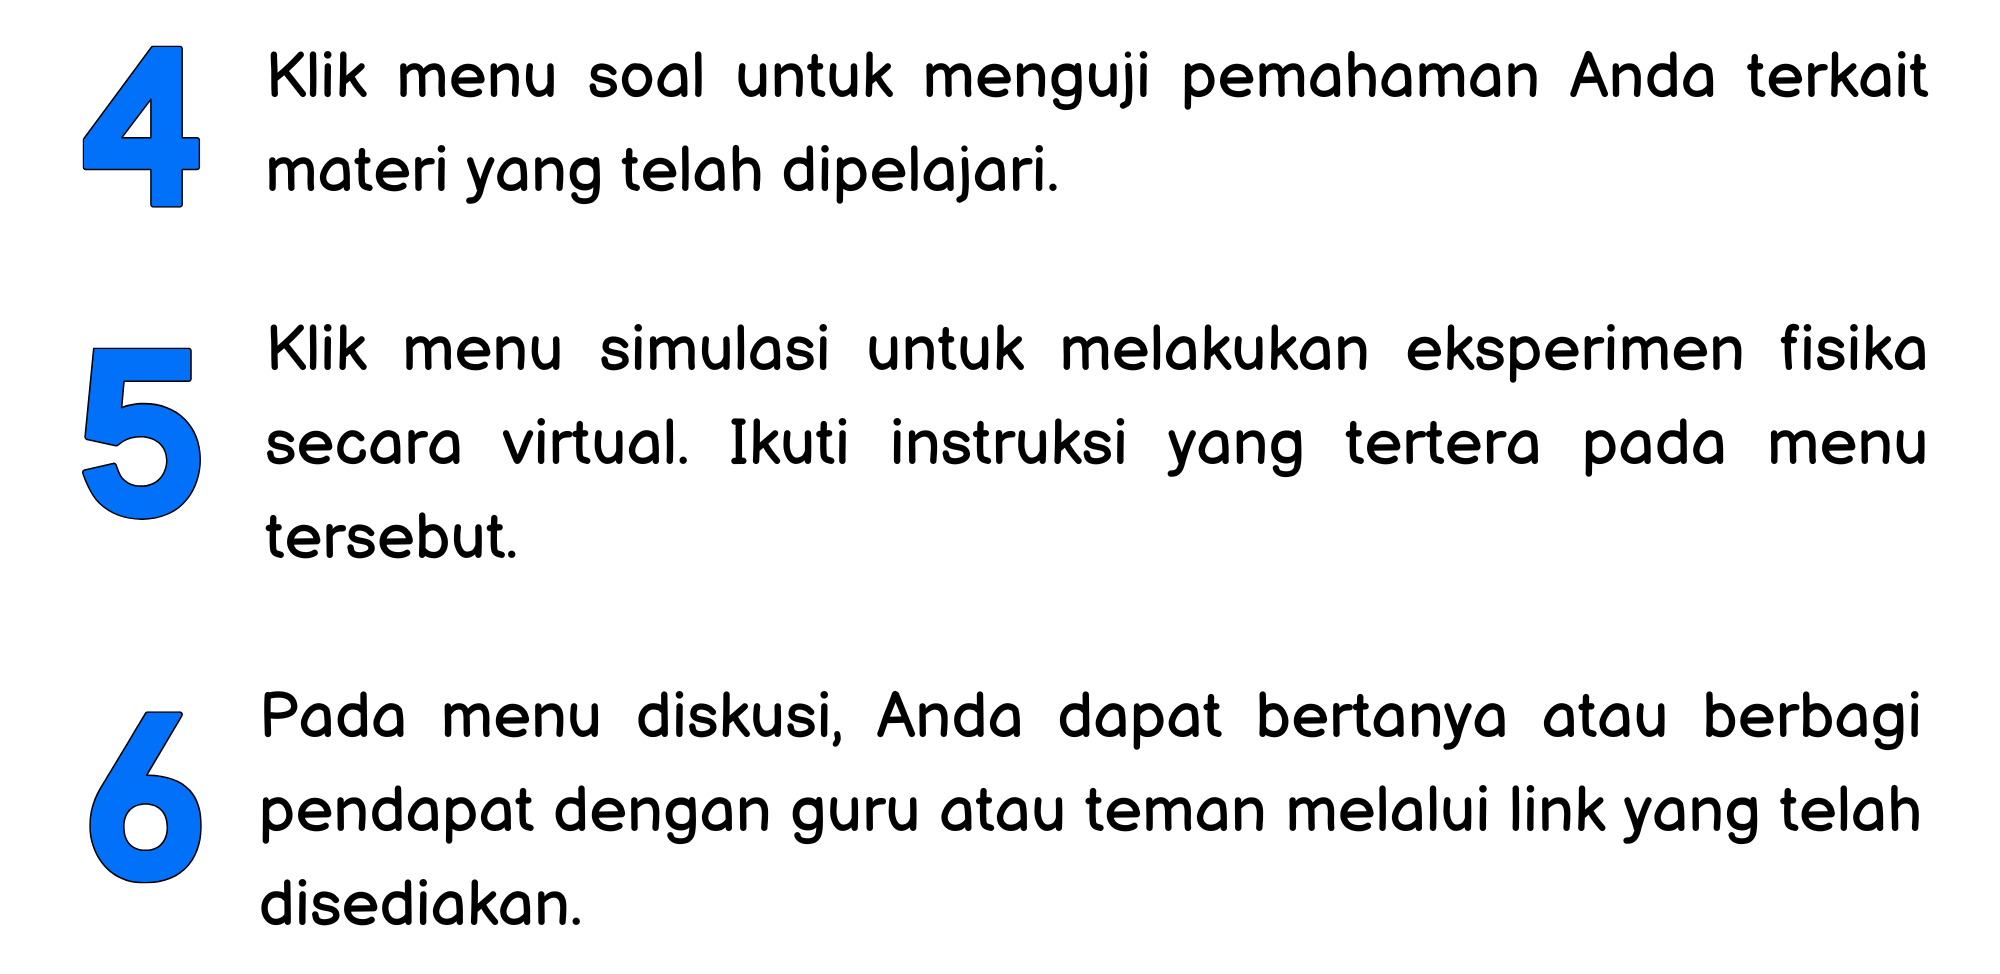 4 Klik menu soal untuk menguji pemahaman Anda terkait
materi yang telah dipelajari.
5 Klik menu simulasi untuk melakukan eksperimen fisika
secara virtual. Ikuti instruksi yang tertera pada menu
tersebut.
6 Pada menu diskusi, Anda dapat bertanya atau berbagi
pendapat dengan guru atau teman melalui link yang telah
disediakan.